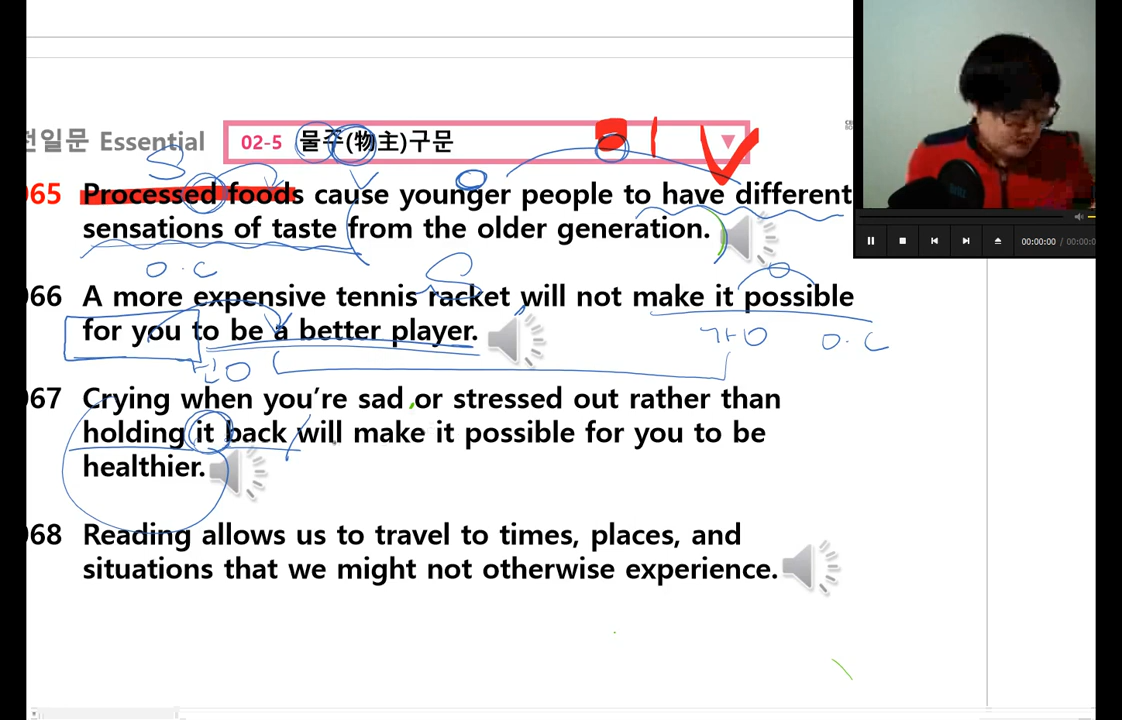 천일문 Essential 02-5 물주(物主)구문
S
065 Processed foods cause younger people to have different
sensations of taste from the older generation.
O.C
S
066 A more expensive tennis racket will not make it possible
for you to be a better player.
가O O.C
진O
067 Crying when you’re sad or stressed out rather than
holding it back will make it possible for you to be
healthier.
068 Reading allows us to travel to times, places, and
situations that we might not otherwise experience.
00:00:00